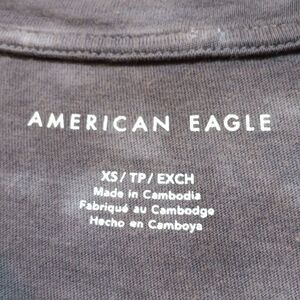 AMERICAN EAGLE
XS / TP / EXCH
Made in Cambodia
Fabriqué au Cambodge
Hecho en Camboya